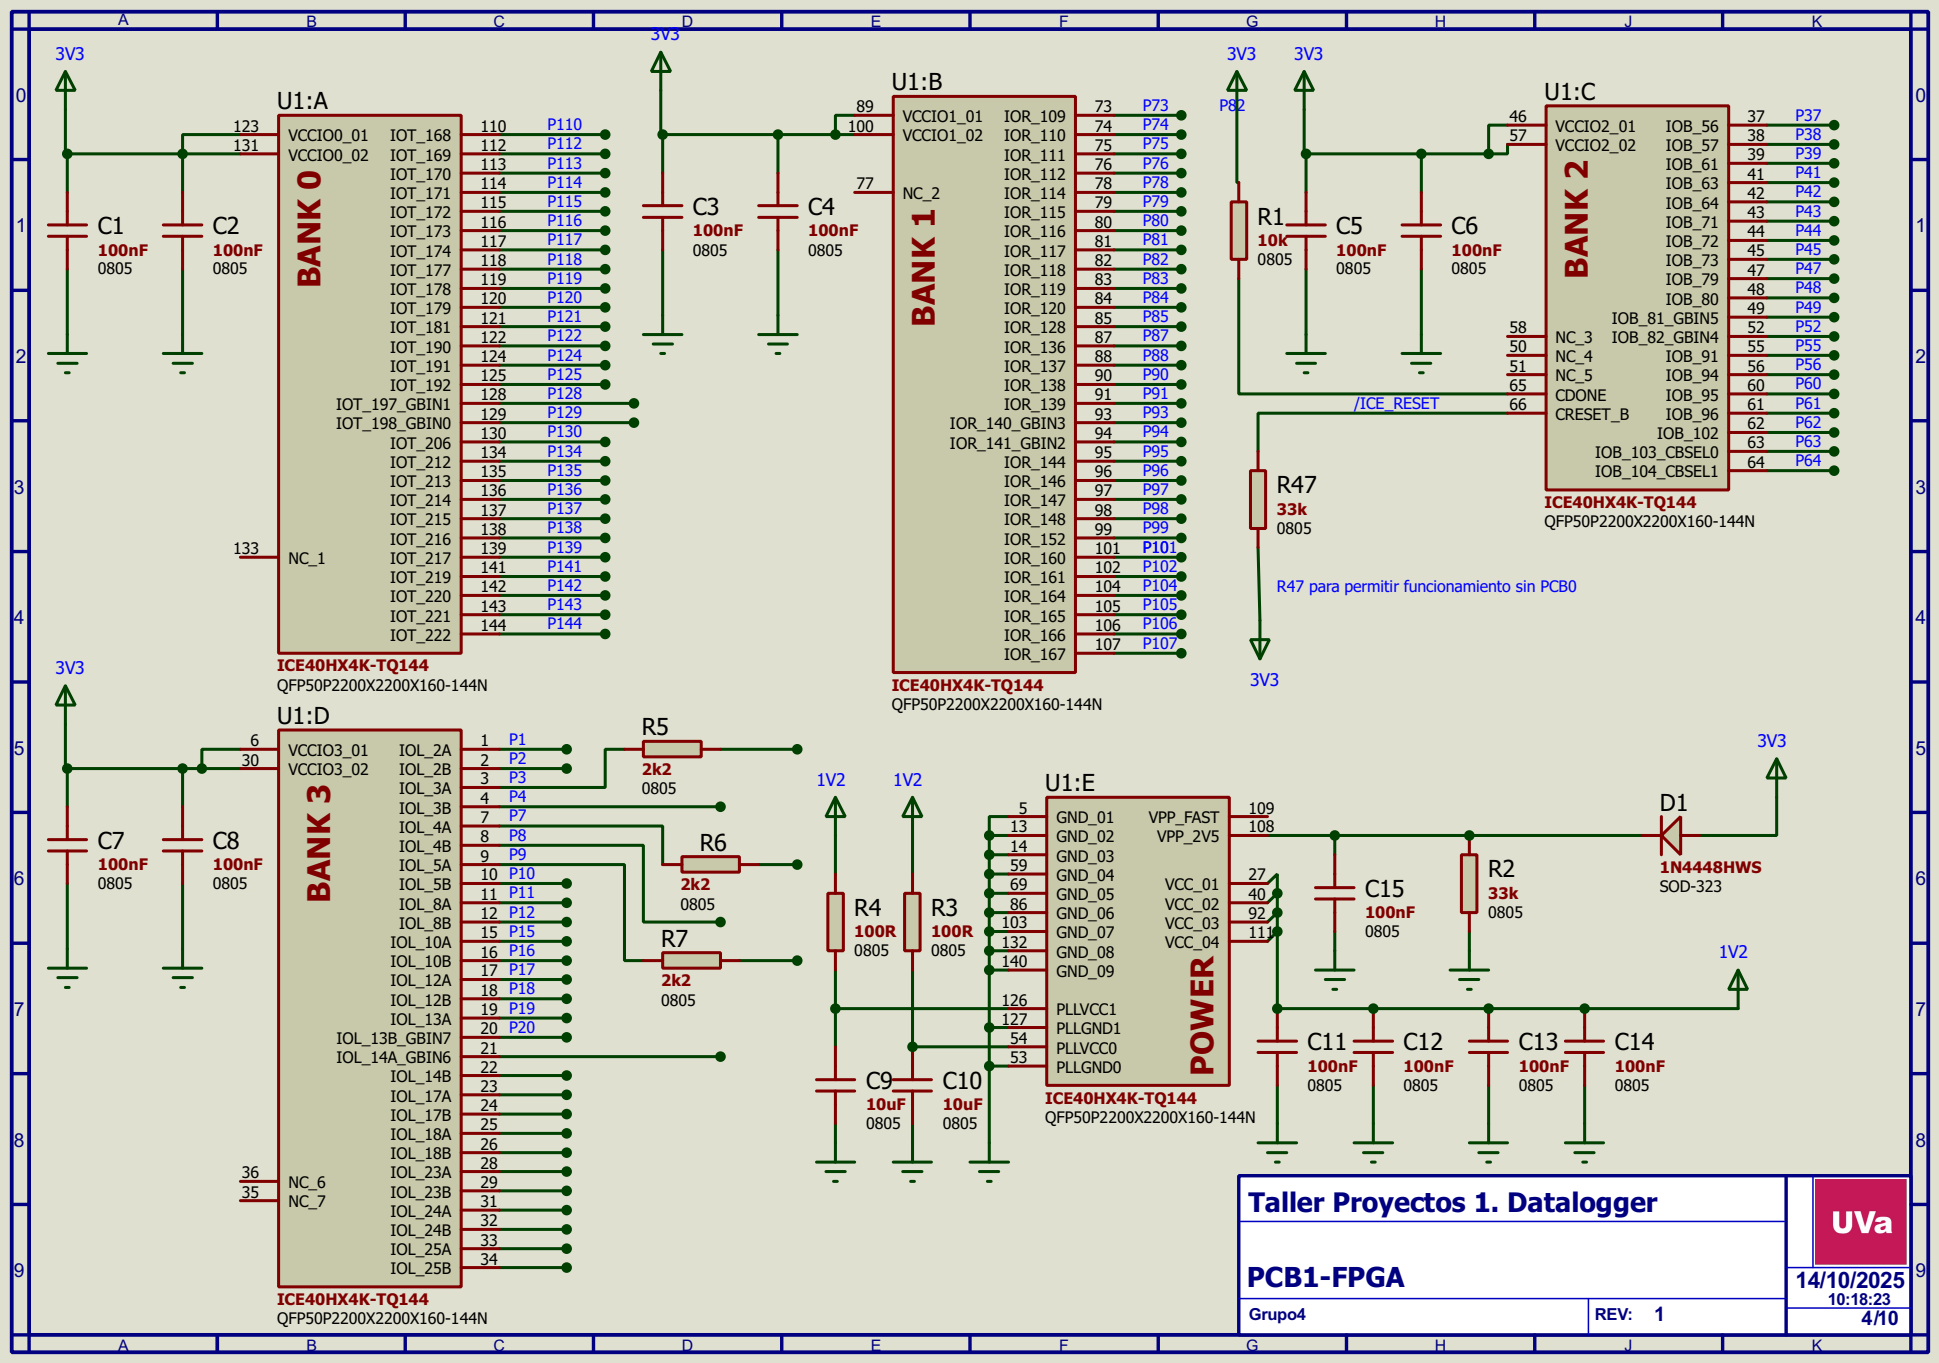 A B C D E F G H J K
0 1 2 3 4 5 6 7 8 9
3V3
U1:A
123 VCCIO0_01
131 VCCIO0_02
133 NC_1
BANK 0
IOT_168 110 P110
IOT_169 112 P112
IOT_170 113 P113
IOT_171 114 P114
IOT_172 115 P115
IOT_173 116 P116
IOT_174 117 P117
IOT_177 118 P118
IOT_178 119 P119
IOT_179 120 P120
IOT_181 121 P121
IOT_190 122 P122
IOT_191 124 P124
IOT_192 125 P125
IOT_197_GBIN1 128 P128
IOT_198_GBIN0 129 P129
IOT_206 130 P130
IOT_212 134 P134
IOT_213 135 P135
IOT_214 136 P136
IOT_215 137 P137
IOT_216 138 P138
IOT_217 139 P139
IOT_219 141 P141
IOT_220 142 P142
IOT_221 143 P143
IOT_222 144 P144
ICE40HX4K-TQ144
QFP50P2200X2200X160-144N
C1
100nF
0805
C2
100nF
0805
3V3
U1:B
89 VCCIO1_01
100 VCCIO1_02
77 NC_2
BANK 1
IOR_109 73 P73
IOR_110 74 P74
IOR_111 75 P75
IOR_112 76 P76
IOR_114 78 P78
IOR_115 79 P79
IOR_116 80 P80
IOR_117 81 P81
IOR_118 82 P82
IOR_119 83 P83
IOR_120 84 P84
IOR_128 85 P85
IOR_136 87 P87
IOR_137 88 P88
IOR_138 90 P90
IOR_139 91 P91
IOR_140_GBIN3 93 P93
IOR_141_GBIN2 94 P94
IOR_144 95 P95
IOR_146 96 P96
IOR_147 97 P97
IOR_148 98 P98
IOR_152 99 P99
IOR_160 101 P101
IOR_161 102 P102
IOR_164 104 P104
IOR_165 105 P105
IOR_166 106 P106
IOR_167 107 P107
ICE40HX4K-TQ144
QFP50P2200X2200X160-144N
C3
100nF
0805
C4
100nF
0805
3V3
P82
3V3
R1
10k
0805
C5
100nF
0805
C6
100nF
0805
U1:C
46 VCCIO2_01
57 VCCIO2_02
58 NC_3
50 NC_4
51 NC_5
65 CDONE
66 CRESET_B
/ICE_RESET
BANK 2
IOB_56 37 P37
IOB_57 38 P38
IOB_61 39 P39
IOB_63 41 P41
IOB_64 42 P42
IOB_71 43 P43
IOB_72 44 P44
IOB_73 45 P45
IOB_79 47 P47
IOB_80 48 P48
IOB_81_GBIN5 49 P49
IOB_82_GBIN4 52 P52
IOB_91 55 P55
IOB_94 56 P56
IOB_95 60 P60
IOB_96 61 P61
IOB_102 62 P62
IOB_103_CBSEL0 63 P63
IOB_104_CBSEL1 64 P64
ICE40HX4K-TQ144
QFP50P2200X2200X160-144N
R47
33k
0805
R47 para permitir funcionamiento sin PCB0
3V3
3V3
U1:D
6 VCCIO3_01
30 VCCIO3_02
36 NC_6
35 NC_7
BANK 3
IOL_2A 1 P1
IOL_2B 2 P2
IOL_3A 3 P3
IOL_3B 4 P4
IOL_4A 7 P7
IOL_4B 8 P8
IOL_5A 9 P9
IOL_5B 10 P10
IOL_8A 11 P11
IOL_8B 12 P12
IOL_10A 15 P15
IOL_10B 16 P16
IOL_12A 17 P17
IOL_12B 18 P18
IOL_13A 19 P19
IOL_13B_GBIN7 20 P20
IOL_14A_GBIN6 21
IOL_14B 22
IOL_17A 23
IOL_17B 24
IOL_18A 25
IOL_18B 26
IOL_23A 28
IOL_23B 29
IOL_24A 31
IOL_24B 32
IOL_25A 33
IOL_25B 34
ICE40HX4K-TQ144
QFP50P2200X2200X160-144N
C7
100nF
0805
C8
100nF
0805
R5
2k2
0805
R6
2k2
0805
R7
2k2
0805
1V2
1V2
R4
100R
0805
R3
100R
0805
C9
10uF
0805
C10
10uF
0805
U1:E
5 GND_01
13 GND_02
14 GND_03
59 GND_04
69 GND_05
86 GND_06
103 GND_07
132 GND_08
140 GND_09
126 PLLVCC1
127 PLLGND1
54 PLLVCC0
53 PLLGND0
VPP_FAST 109
VPP_2V5 108
VCC_01 27
VCC_02 40
VCC_03 92
VCC_04 111
POWER
ICE40HX4K-TQ144
QFP50P2200X2200X160-144N
C15
100nF
0805
R2
33k
0805
D1
1N4448HWS
SOD-323
3V3
1V2
C11
100nF
0805
C12
100nF
0805
C13
100nF
0805
C14
100nF
0805
Taller Proyectos 1. Datalogger
PCB1-FPGA
Grupo4
REV: 1
UVa
14/10/2025
10:18:23
4/10
A B C D E F G H J K
0 1 2 3 4 5 6 7 8 9